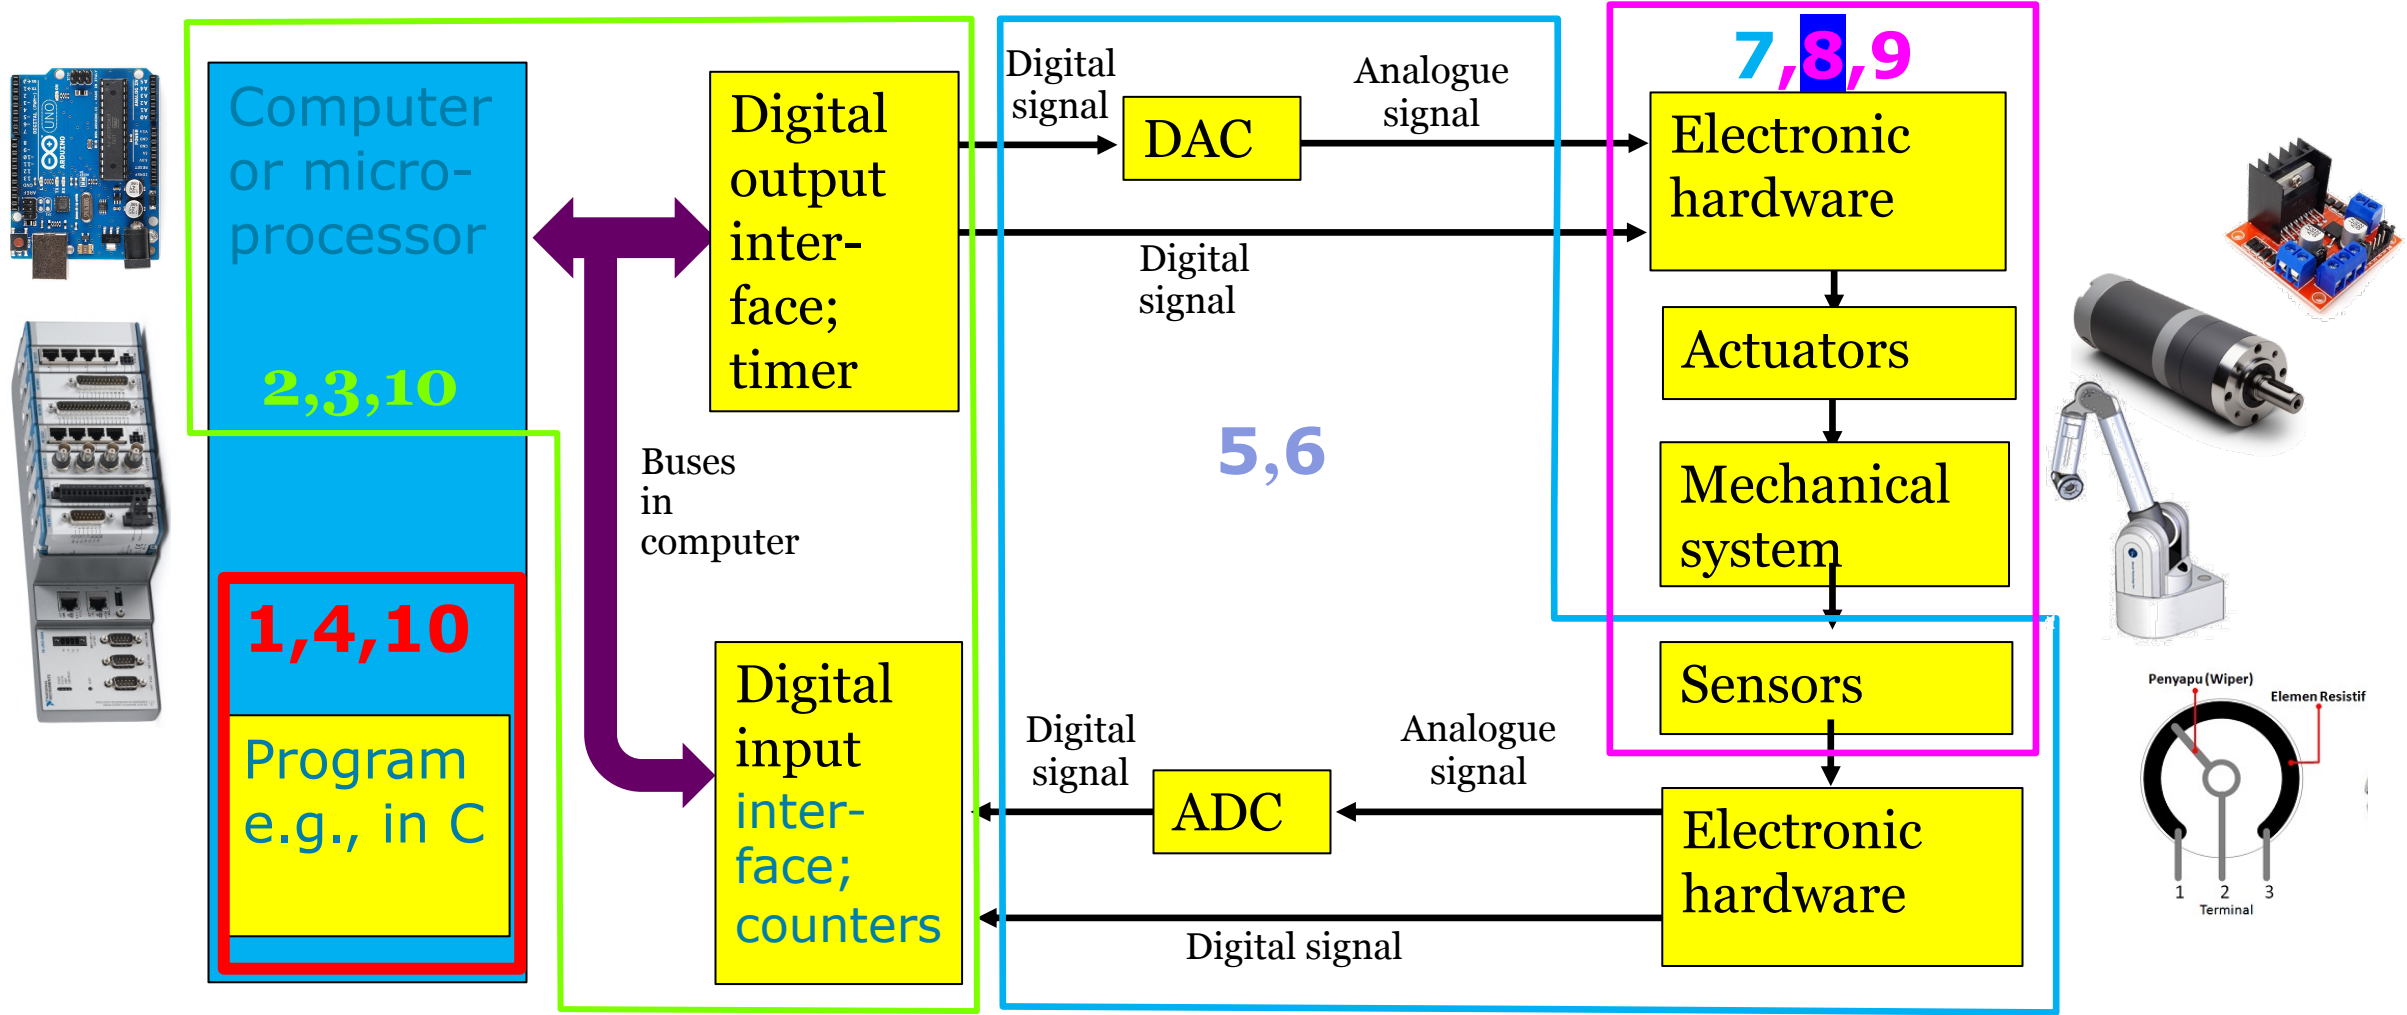 Computer
or micro-
processor
2,3,10
1,4,10
Program
e.g., in C
Digital
output
inter-
face;
timer
Buses
in
computer
Digital
input
inter-
face;
counters
Digital
signal
DAC
Analogue
signal
Digital
signal
5,6
7,8,9
Electronic
hardware
Actuators
Mechanical
system
Sensors
Electronic
hardware
Analogue
signal
ADC
Digital
signal
Digital signal
Penyapu (Wiper)
Elemen Resistif
1 2 3
Terminal
UNO
ARDUINO